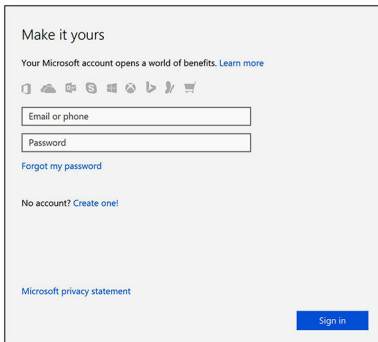 Make it yours
Your Microsoft account opens a world of benefits. Learn more
Email or phone
Password
Forgot my password
No account? Create one!
Microsoft privacy statement
Sign in